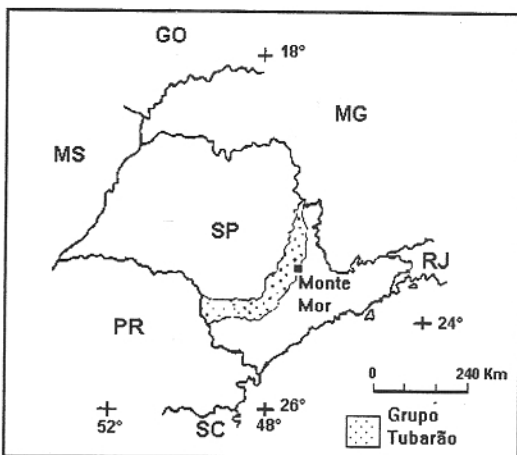 GO
18°
MG
MS
SP
RJ
Monte
Mor
PR
24°
0 240 Km
52°
SC
26°
48°
Grupo
Tubarão